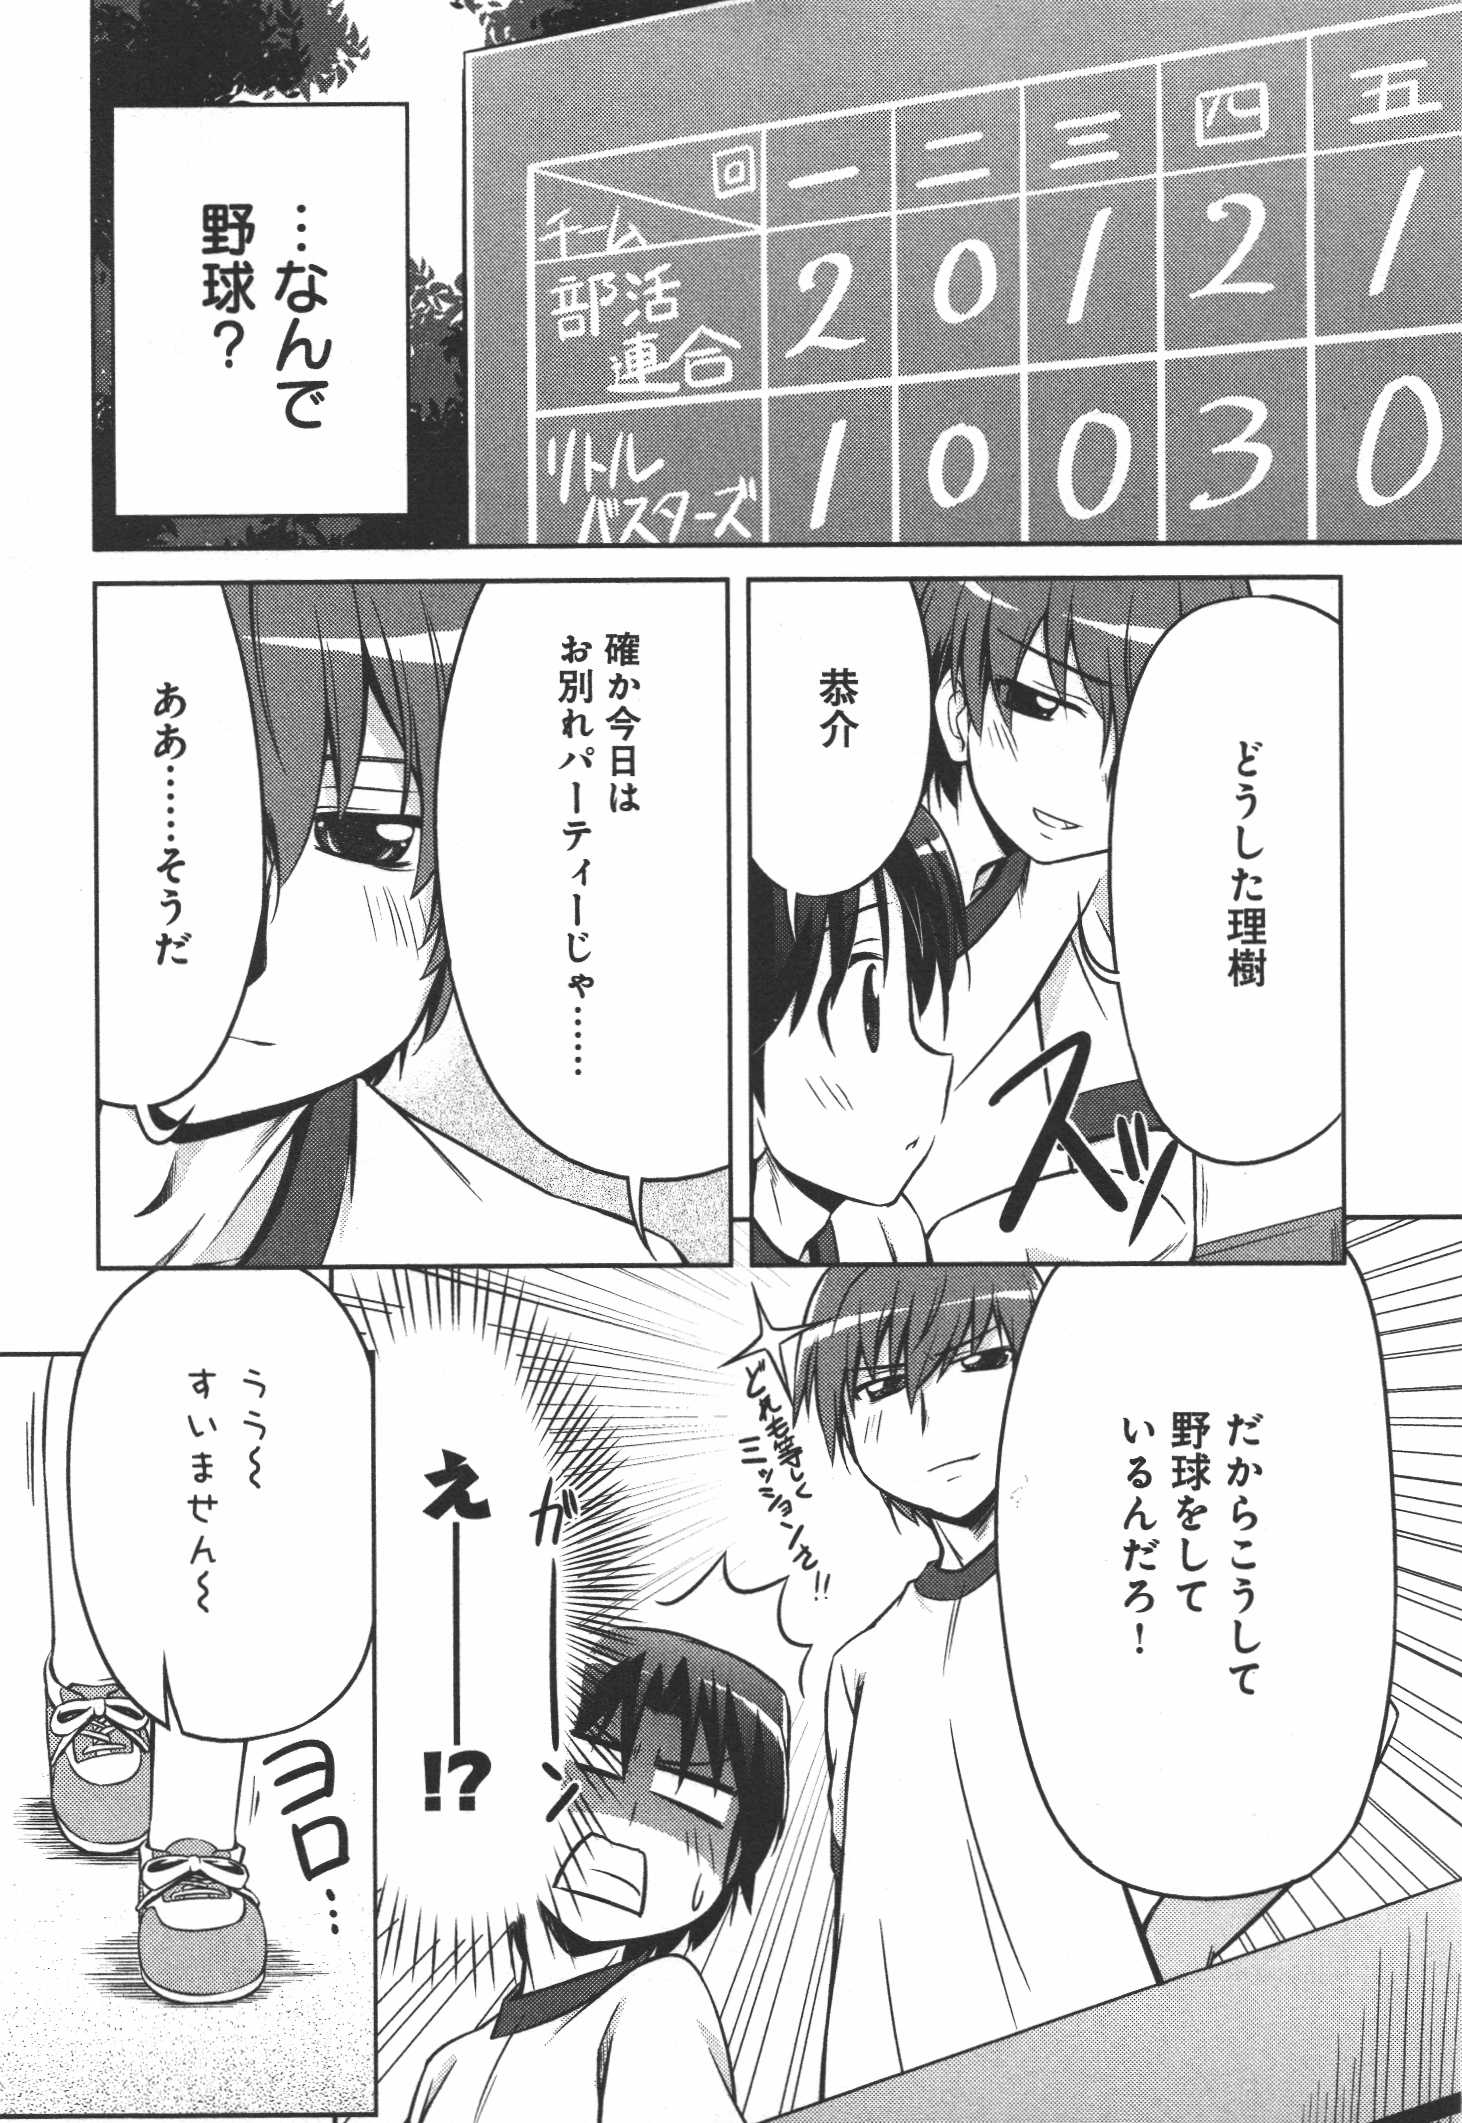 回 一 二 三 四 五
チーム
部活
連合 2 0 1 2 1
リトル
バスターズ 1 0 0 3 0
…なんで
野球?
どうした理樹
恭介
スッ
確か今日は
お別れパーティーじゃ……
ああ……そうだ
だからこうして
野球をして
いるんだろ!
どれも等しく
ミッションさ!!
ガーン
えー!?
うう〜
すいません〜
ヨロ…